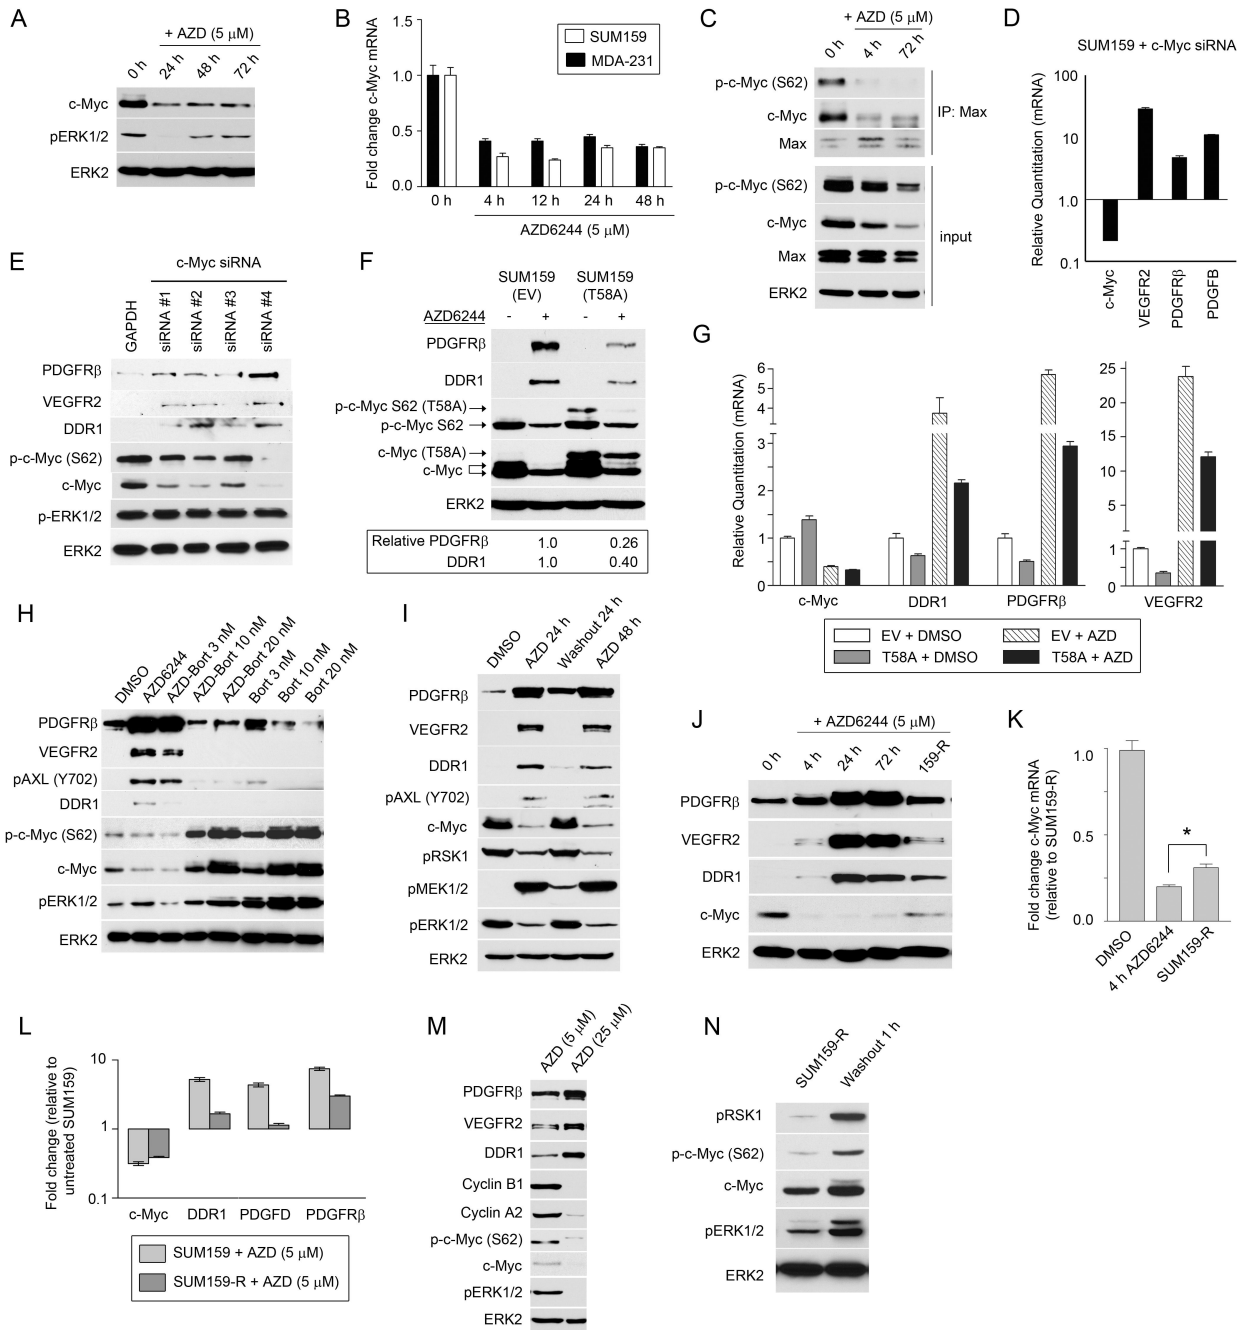 A
+ AZD (5 μM)
0 h
24 h
48 h
72 h
c-Myc
pERK1/2
ERK2
B
Fold change c-Myc mRNA
1.5
1.0
0.5
0.0
SUM159
MDA-231
0 h
4 h
12 h
24 h
48 h
AZD6244 (5 μM)
C
+ AZD (5 μM)
0 h
4 h
72 h
p-c-Myc (S62)
c-Myc
Max
IP: Max
p-c-Myc (S62)
c-Myc
Max
ERK2
input
D
SUM159 + c-Myc siRNA
Relative Quantitation (mRNA)
100
10
1.0
0.1
c-Myc
VEGFR2
PDGFRβ
PDGFB
E
c-Myc siRNA
GAPDH
siRNA #1
siRNA #2
siRNA #3
siRNA #4
PDGFRβ
VEGFR2
DDR1
p-c-Myc (S62)
c-Myc
p-ERK1/2
ERK2
F
SUM159 (EV)
SUM159 (T58A)
AZD6244 - + - +
PDGFRβ
DDR1
p-c-Myc S62 (T58A)
p-c-Myc S62
c-Myc (T58A)
c-Myc
ERK2
Relative PDGFRβ 1.0 0.26
DDR1 1.0 0.40
G
Relative Quantitation (mRNA)
6
5
4
3
2
1
0
25
20
15
10
5
1
0
c-Myc
DDR1
PDGFRβ
VEGFR2
EV + DMSO
EV + AZD
T58A + DMSO
T58A + AZD
H
DMSO
AZD6244
AZD-Bort 3 nM
AZD-Bort 10 nM
AZD-Bort 20 nM
Bort 3 nM
Bort 10 nM
Bort 20 nM
PDGFRβ
VEGFR2
pAXL (Y702)
DDR1
p-c-Myc (S62)
c-Myc
pERK1/2
ERK2
I
DMSO
AZD 24 h
Washout 24 h
AZD 48 h
PDGFRβ
VEGFR2
DDR1
pAXL (Y702)
c-Myc
pRSK1
pMEK1/2
pERK1/2
ERK2
J
+ AZD6244 (5 μM)
0 h
4 h
24 h
72 h
159-R
PDGFRβ
VEGFR2
DDR1
c-Myc
ERK2
K
Fold change c-Myc mRNA
(relative to SUM159-R)
1.0
0.5
0.0
*
DMSO
4 h AZD6244
SUM159-R
L
Fold change (relative to
untreated SUM159)
10
1
0.1
c-Myc
DDR1
PDGFD
PDGFRβ
SUM159 + AZD (5 μM)
SUM159-R + AZD (5 μM)
M
AZD (5 μM)
AZD (25 μM)
PDGFRβ
VEGFR2
DDR1
Cyclin B1
Cyclin A2
p-c-Myc (S62)
c-Myc
pERK1/2
ERK2
N
SUM159-R
Washout 1 h
pRSK1
p-c-Myc (S62)
c-Myc
pERK1/2
ERK2